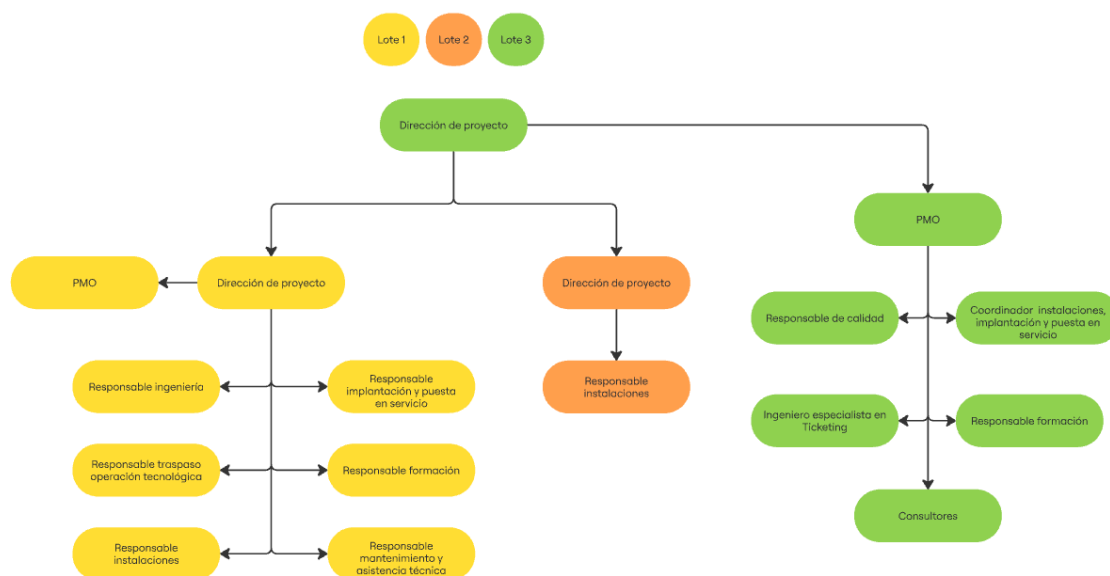 Lote 1
Lote 2
Lote 3
Dirección de proyecto
PMO
PMO
Dirección de proyecto
Dirección de proyecto
Responsable de calidad
Coordinador instalaciones,
implantación y puesta en
servicio
Responsable ingeniería
Responsable
implantación y puesta
en servicio
Responsable
instalaciones
Ingeniero especialista en
Ticketing
Responsable formación
Responsable traspaso
operación tecnológica
Responsable formación
Consultores
Responsable
instalaciones
Responsable
mantenimiento y
asistencia técnica